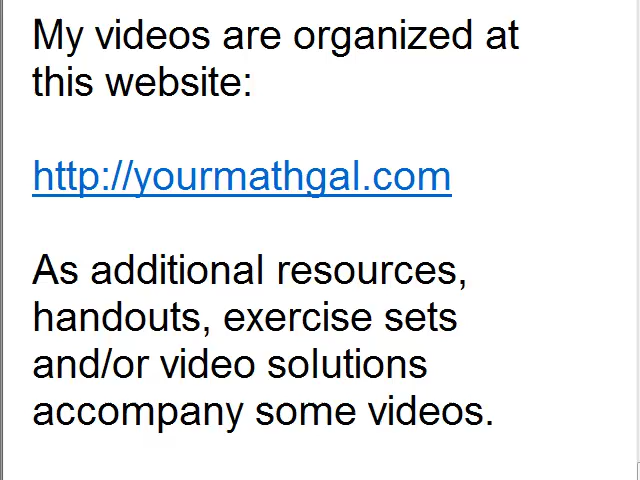 My videos are organized at
this website:
http://yourmathgal.com
As additional resources,
handouts, exercise sets
and/or video solutions
accompany some videos.